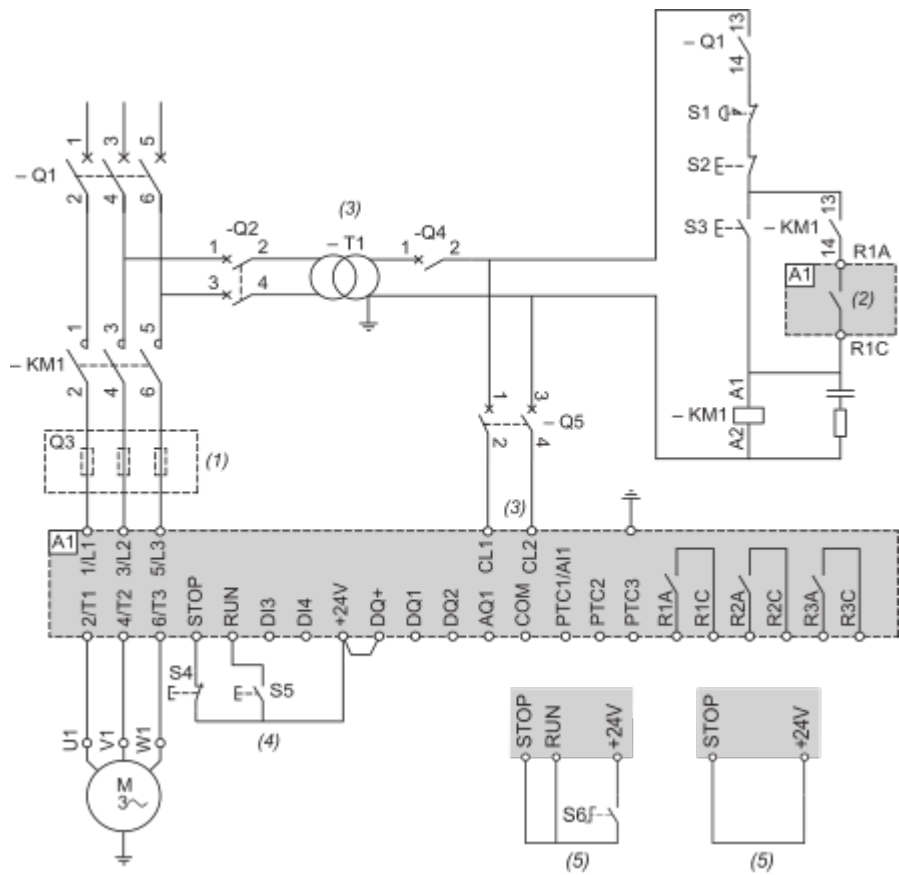 13
– Q1
14
S1
S2
S3
– KM1
13
14
R1A
A1
(2)
R1C
A1
– KM1
A2
1 3 5
– Q1
2 4 6
(3)
-Q2
1 2
3 4
– T1
-Q4
1 2
1 3 5
– KM1
2 4 6
Q3
(1)
1 3
– Q5
2 4
(3)
A1
1/L1 3/L2 5/L3 CL1 CL2
2/T1 4/T2 6/T3 STOP RUN DI3 DI4 +24V DQ+ DQ1 DQ2 AQ1 COM PTC1/AI1 PTC2 PTC3 R1A R1C R2A R2C R3A R3C
S4
S5
(4)
U1 V1 W1
M
3
STOP RUN +24V
S6
(5)
STOP +24V
(5)